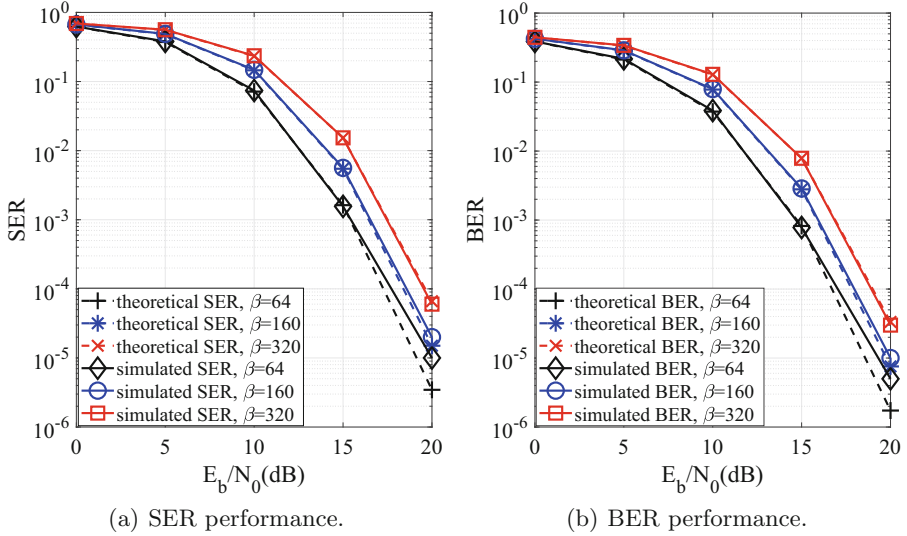 10^0
10^-1
10^-2
10^-3
10^-4
10^-5
10^-6
SER
theoretical SER, β=64
theoretical SER, β=160
theoretical SER, β=320
simulated SER, β=64
simulated SER, β=160
simulated SER, β=320
0 5 10 15 20
E_b/N_0(dB)
(a) SER performance.
10^0
10^-1
10^-2
10^-3
10^-4
10^-5
10^-6
BER
theoretical BER, β=64
theoretical BER, β=160
theoretical BER, β=320
simulated BER, β=64
simulated BER, β=160
simulated BER, β=320
0 5 10 15 20
E_b/N_0(dB)
(b) BER performance.